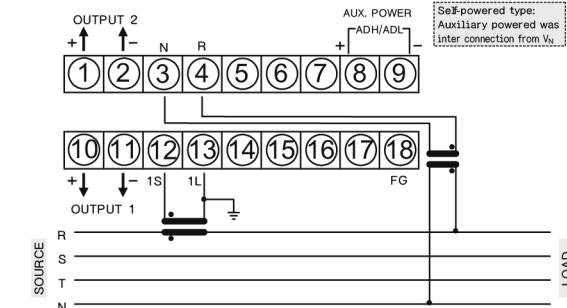 OUTPUT 2
AUX. POWER
ADH/ADL
Self-powered type:
Auxiliary powered was
inter connection from VN
+ - N R + -
1 2 3 4 5 6 7 8 9
10 11 12 13 14 15 16 17 18
+ - 1S 1L FG
OUTPUT 1
SOURCE
LOAD
R
S
T
N